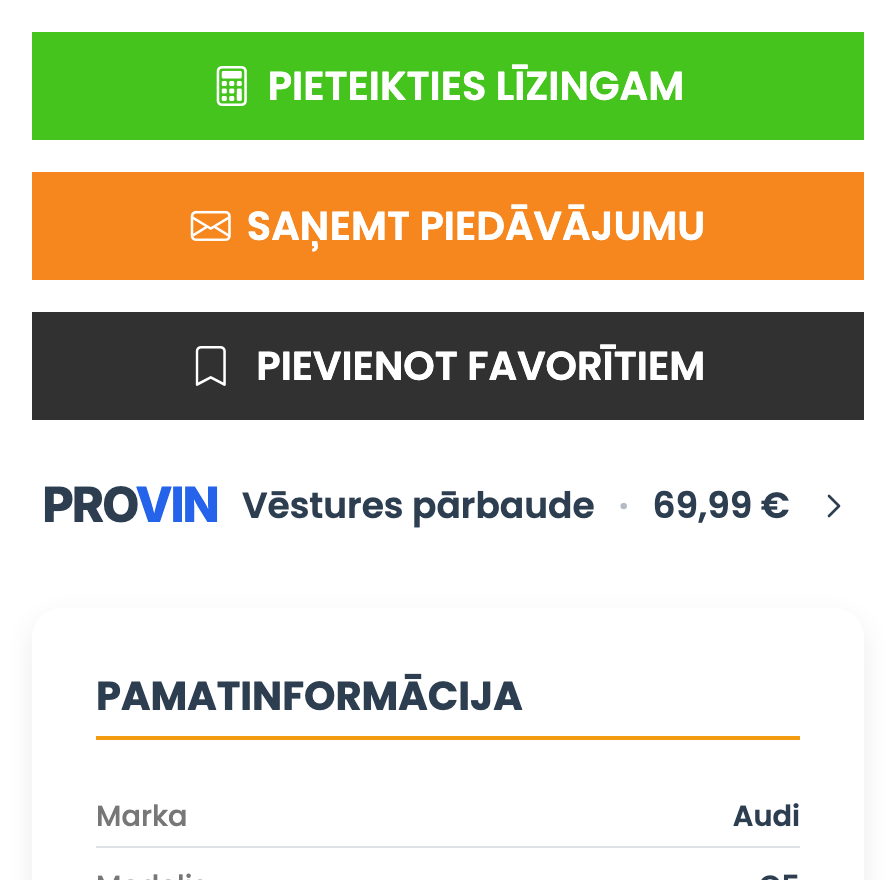 PIETEIKTIES LĪZINGAM
SAŅEMT PIEDĀVĀJUMU
PIEVIENOT FAVORĪTIEM
PROVIN Vēstures pārbaude · 69,99 €
PAMATINFORMĀCIJA
Marka Audi